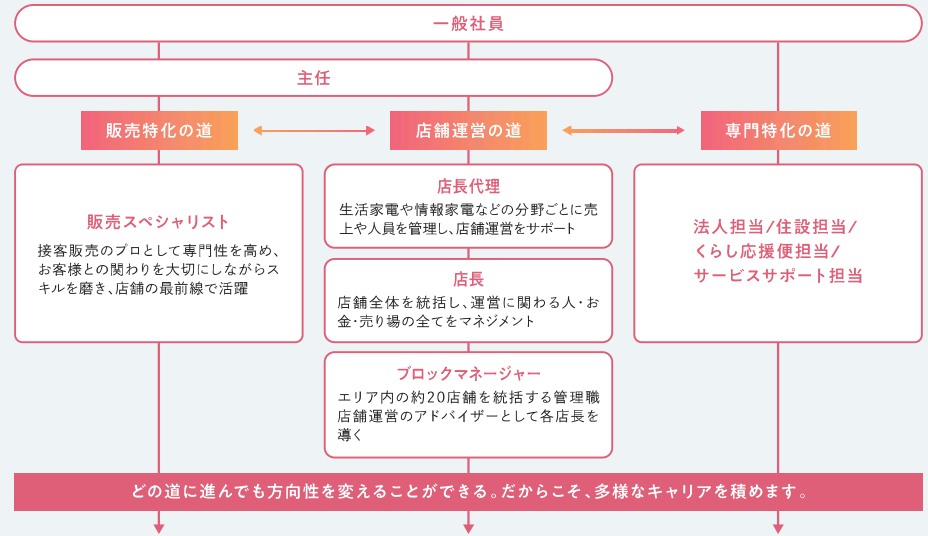 一般社員
主任
販売特化の道
店舗運営の道
専門特化の道
販売スペシャリスト
接客販売のプロとして専門性を高め、
お客様との関わりを大切にしながらス
キルを磨き、店舗の最前線で活躍
店長代理
生活家電や情報家電などの分野ごとに売
上や人員を管理し、店舗運営をサポート
店長
店舗全体を統括し、運営に関わる人・お
金・売り場の全てをマネジメント
ブロックマネージャー
エリア内の約20店舗を統括する管理職
店舗運営のアドバイザーとして各店長を
導く
法人担当/住設担当/
くらし応援便担当/
サービスサポート担当
どの道に進んでも方向性を変えることができる。だからこそ、多様なキャリアを積めます。